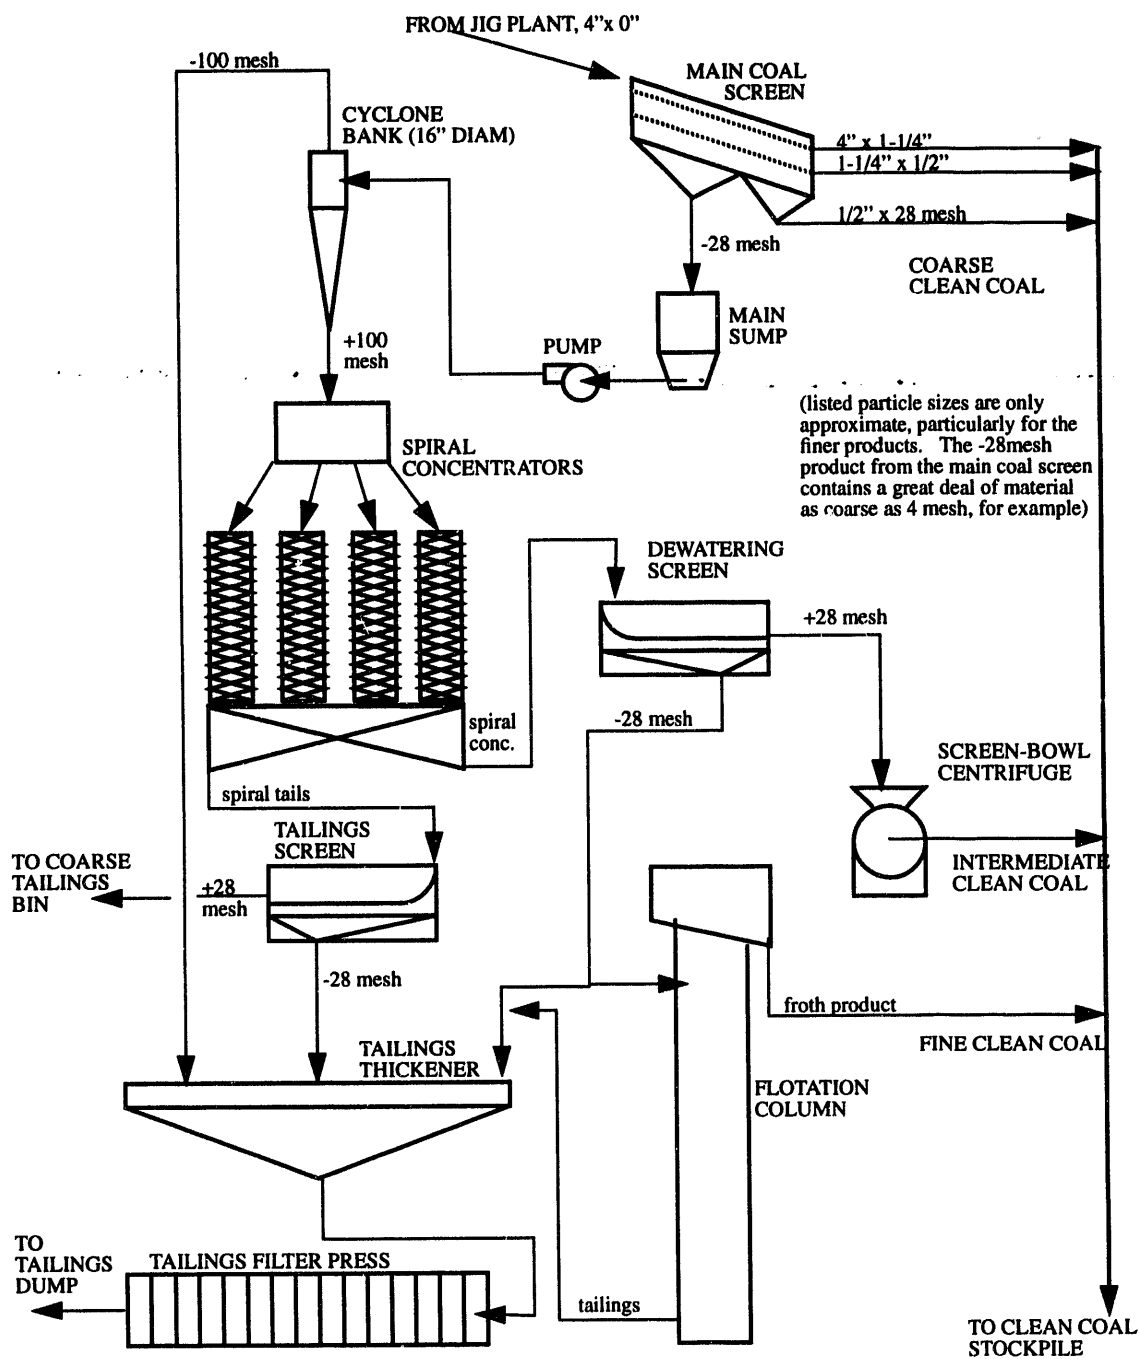 FROM JIG PLANT, 4”x 0”
-100 mesh
MAIN COAL
SCREEN
CYCLONE
BANK (16” DIAM)
4” x 1-1/4”
1-1/4” x 1/2”
1/2” x 28 mesh
-28 mesh
COARSE
CLEAN COAL
MAIN
SUMP
+100
mesh
PUMP
(listed particle sizes are only
approximate, particularly for the
finer products. The -28mesh
product from the main coal screen
contains a great deal of material
as coarse as 4 mesh, for example)
SPIRAL
CONCENTRATORS
DEWATERING
SCREEN
+28 mesh
-28 mesh
spiral
conc.
SCREEN-BOWL
CENTRIFUGE
spiral tails
TAILINGS
SCREEN
TO COARSE
TAILINGS
BIN
+28
mesh
INTERMEDIATE
CLEAN COAL
-28 mesh
froth product
FINE CLEAN COAL
TAILINGS
THICKENER
FLOTATION
COLUMN
TO
TAILINGS
DUMP
TAILINGS FILTER PRESS
tailings
TO CLEAN COAL
STOCKPILE